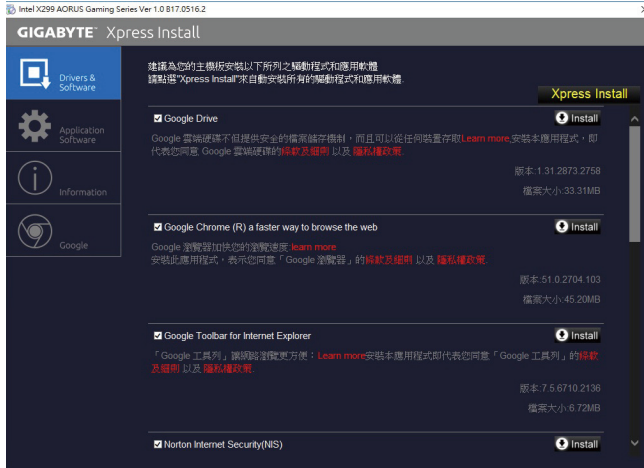 Intel X299 AORUS Gaming Series Ver 1.0 B17.0516.2
GIGABYTE™ Xpress Install
Drivers &
Software
Application
Software
Information
Google
建議為您的主機板安裝以下所列之驅動程式和應用軟體
請點選"Xpress Install"來自動安裝所有的驅動程式和應用軟體.
Xpress Install
Google Drive
Install
Google 雲端硬碟不但提供安全的檔案儲存機制，而且可以從任何裝置存取Learn more,安裝本應用程式，即
代表您同意 Google 雲端硬碟的條款及細則 以及 隱私權政策.
版本:1.31.2873.2758
檔案大小:33.31MB
Google Chrome (R) a faster way to browse the web
Install
Google 瀏覽器加快您的瀏覽速度:learn more
安裝此應用程式，表示您同意「Google 瀏覽器」的條款及細則 以及 隱私權政策.
版本:51.0.2704.103
檔案大小:45.20MB
Google Toolbar for Internet Explorer
Install
「Google 工具列」讓網路瀏覽更方便：Learn more安裝本應用程式即代表您同意「Google 工具列」的條款
及細則 以及 隱私權政策.
版本:7.5.6710.2136
檔案大小:6.72MB
Norton Internet Security(NIS)
Install